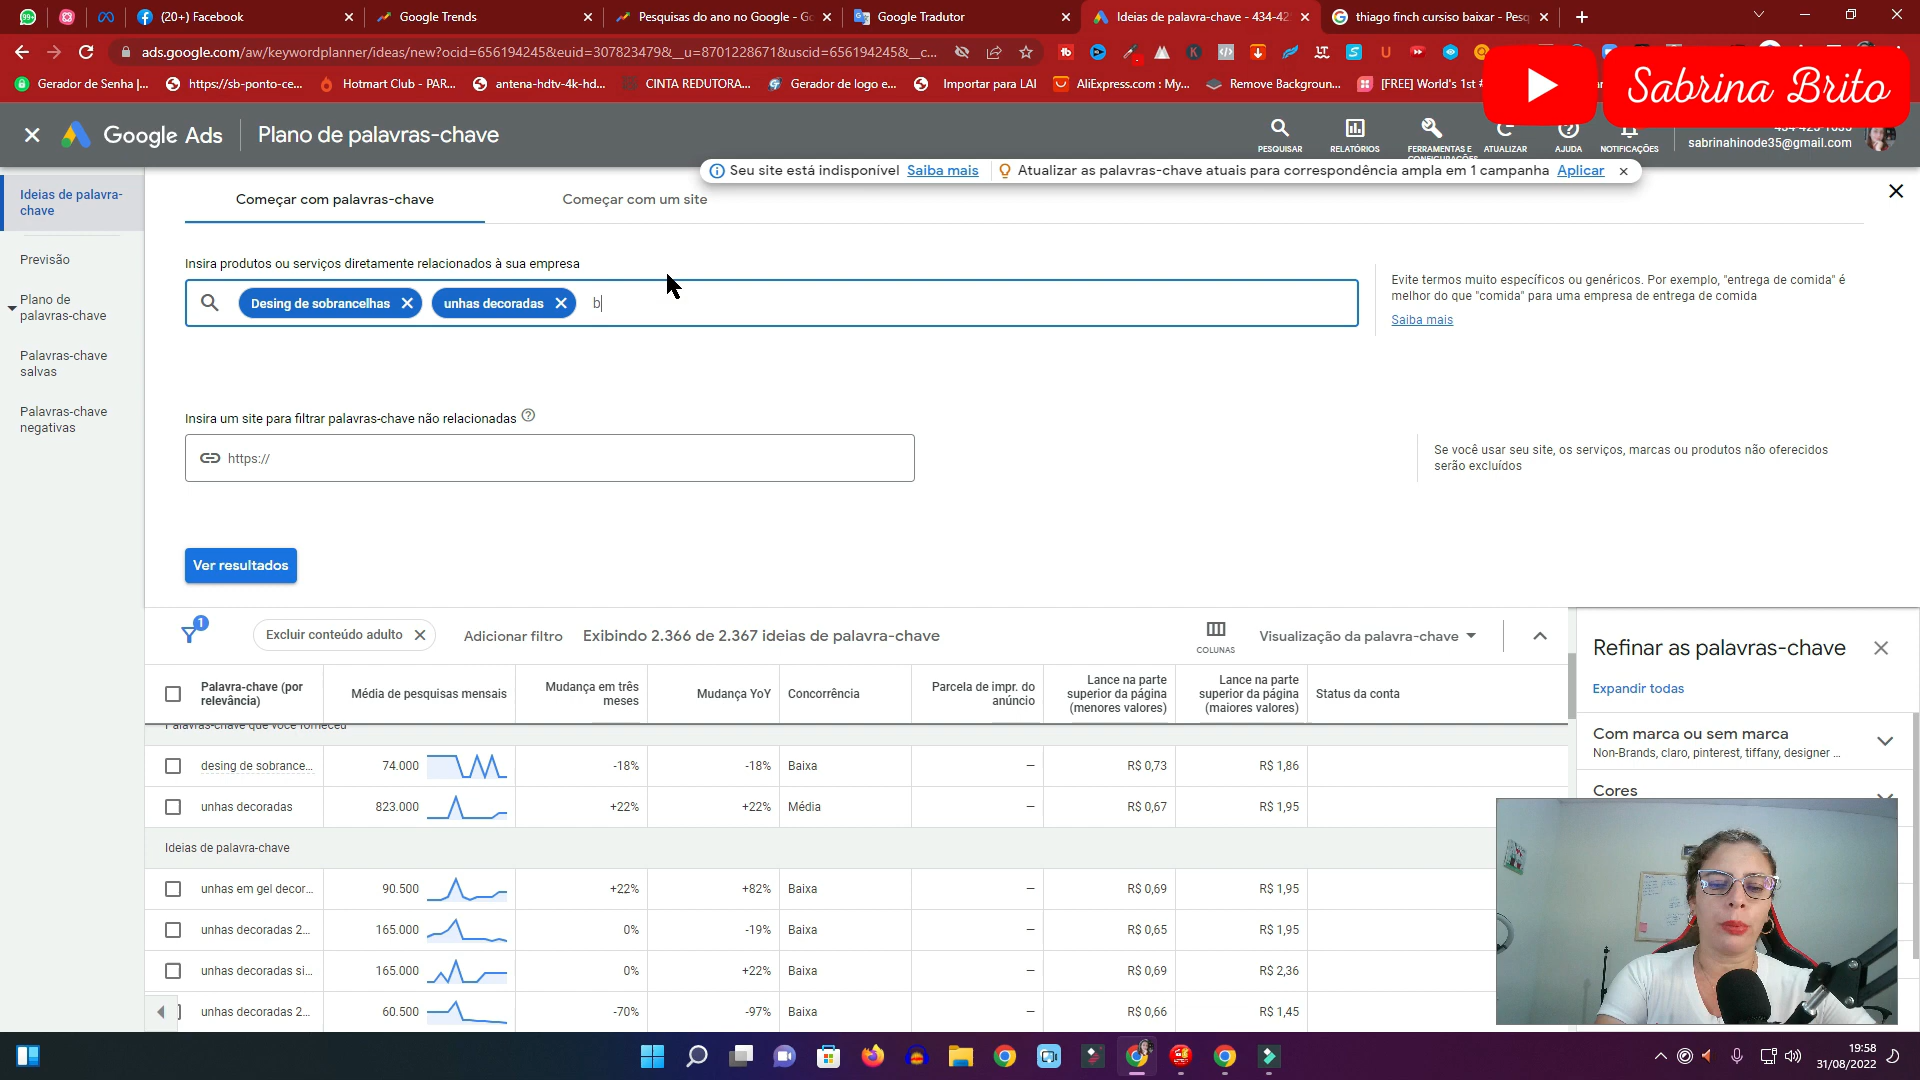 (20+) Facebook
Google Trends
Pesquisas do ano no Google - Go
Google Tradutor
Ideias de palavra-chave - 434-42
thiago finch cursiso baixar - Pesq
ads.google.com/aw/keywordplanner/ideas/new?ocid=656194245&euid=307823479&__u=8701228671&uscid=656194245&__c...
Gerador de Senha |...
https://sb-ponto-ce...
Hotmart Club - PAR...
antena-hdtv-4k-hd...
CINTA REDUTORA...
Gerador de logo e...
Importar para LAI
AliExpress.com : My...
Remove Backgroun...
[FREE] World's 1st
Sabrina Brito
Google Ads
Plano de palavras-chave
PESQUISAR
RELATÓRIOS
FERRAMENTAS E
CONFIGURAÇÕES
ATUALIZAR
AJUDA
NOTIFICAÇÕES
sabrinahinode35@gmail.com
Seu site está indisponível Saiba mais
Atualizar as palavras-chave atuais para correspondência ampla em 1 campanha Aplicar
Ideias de palavra-
chave
Previsão
Plano de
palavras-chave
Palavras-chave
salvas
Palavras-chave
negativas
Começar com palavras-chave
Começar com um site
Insira produtos ou serviços diretamente relacionados à sua empresa
Desing de sobrancelhas
unhas decoradas
b
Evite termos muito específicos ou genéricos. Por exemplo, "entrega de comida" é
melhor do que "comida" para uma empresa de entrega de comida
Saiba mais
Insira um site para filtrar palavras-chave não relacionadas
https://
Se você usar seu site, os serviços, marcas ou produtos não oferecidos
serão excluídos
Ver resultados
1
Excluir conteúdo adulto
Adicionar filtro
Exibindo 2.366 de 2.367 ideias de palavra-chave
COLUNAS
Visualização da palavra-chave
Refinar as palavras-chave
Expandir todas
Com marca ou sem marca
Non-Brands, claro, pinterest, tiffany, designer ...
Cores
Palavra-chave (por
relevância)
Média de pesquisas mensais
Mudança em três
meses
Mudança YoY
Concorrência
Parcela de impr. do
anúncio
Lance na parte
superior da página
(menores valores)
Lance na parte
superior da página
(maiores valores)
Status da conta
Palavras-chave que você forneceu
desing de sobrance... 74.000 -18% -18% Baixa – R$ 0,73 R$ 1,86
unhas decoradas 823.000 +22% +22% Média – R$ 0,67 R$ 1,95
Ideias de palavra-chave
unhas em gel decor... 90.500 +22% +82% Baixa – R$ 0,69 R$ 1,95
unhas decoradas 2... 165.000 0% -19% Baixa – R$ 0,65 R$ 1,95
unhas decoradas si... 165.000 0% +22% Baixa – R$ 0,69 R$ 2,36
unhas decoradas 2... 60.500 -70% -97% Baixa – R$ 0,66 R$ 1,45
19:58
31/08/2022